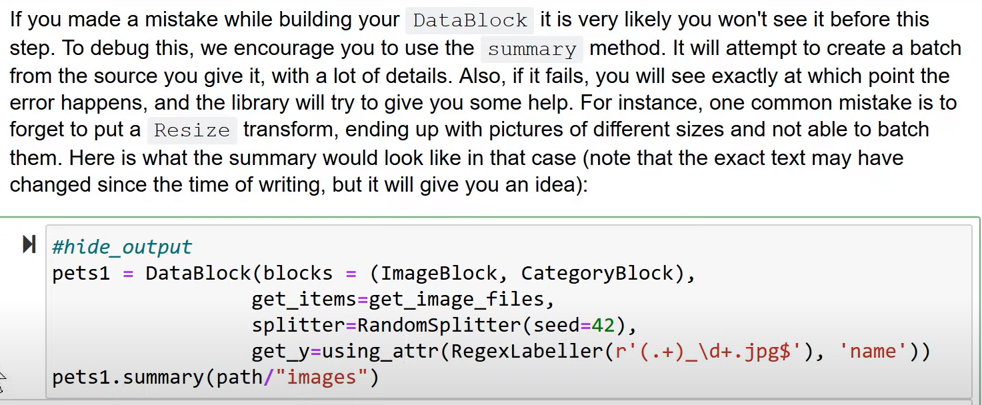 If you made a mistake while building your DataBlock it is very likely you won't see it before this
step. To debug this, we encourage you to use the summary method. It will attempt to create a batch
from the source you give it, with a lot of details. Also, if it fails, you will see exactly at which point the
error happens, and the library will try to give you some help. For instance, one common mistake is to
forget to put a Resize transform, ending up with pictures of different sizes and not able to batch
them. Here is what the summary would look like in that case (note that the exact text may have
changed since the time of writing, but it will give you an idea):
#hide_output
pets1 = DataBlock(blocks = (ImageBlock, CategoryBlock),
                 get_items=get_image_files,
                 splitter=RandomSplitter(seed=42),
                 get_y=using_attr(RegexLabeller(r'(.+)_\d+.jpg$'), 'name'))
pets1.summary(path/"images")